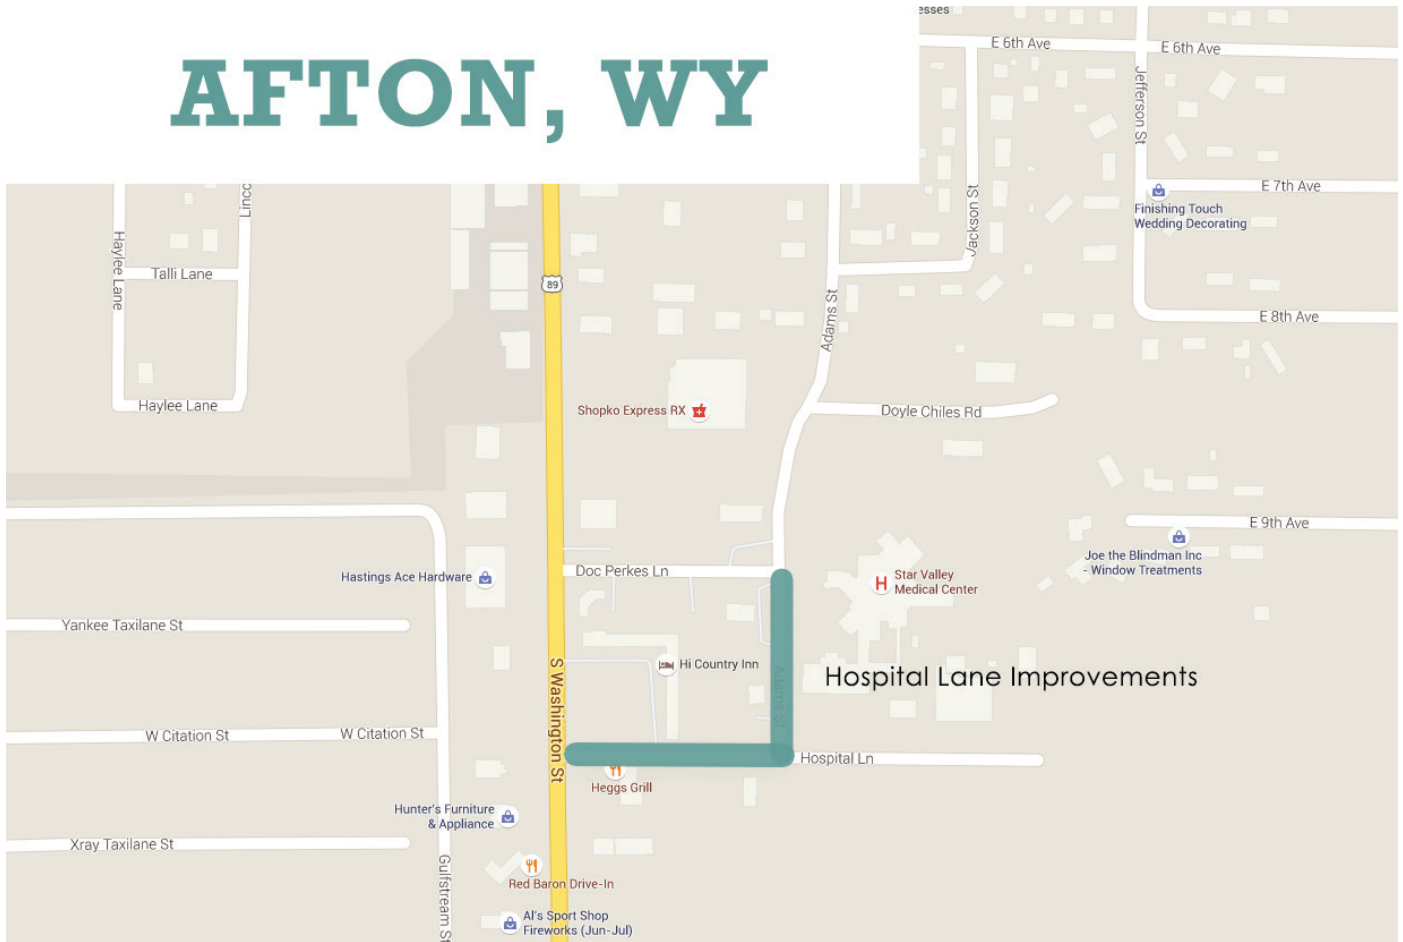 AFTON, WY
E 6th Ave
E 6th Ave
Jefferson St
E 7th Ave
Finishing Touch
Wedding Decorating
Jackson St
Haylee Lane
Talli Lane
89
Adams St
E 8th Ave
Haylee Lane
Shopko Express RX
Doyle Chiles Rd
E 9th Ave
Joe the Blindman Inc
- Window Treatments
Hastings Ace Hardware
Doc Perkes Ln
H
Star Valley
Medical Center
Yankee Taxilane St
S Washington St
Hi Country Inn
Adams St
Hospital Lane Improvements
W Citation St
W Citation St
Hospital Ln
Heggs Grill
Hunter's Furniture
& Appliance
Xray Taxilane St
Gulfstream St
Red Baron Drive-In
Al's Sport Shop
Fireworks (Jun-Jul)